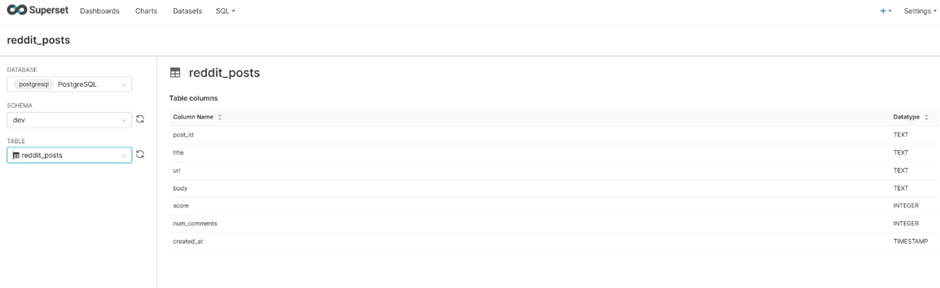 Superset Dashboards Charts Datasets SQL Settings
reddit_posts
DATABASE
postgresql PostgreSQL
SCHEMA
dev
TABLE
reddit_posts
reddit_posts
Table columns
Column Name Datatype
post_id TEXT
title TEXT
url TEXT
body TEXT
score INTEGER
num_comments INTEGER
created_at TIMESTAMP